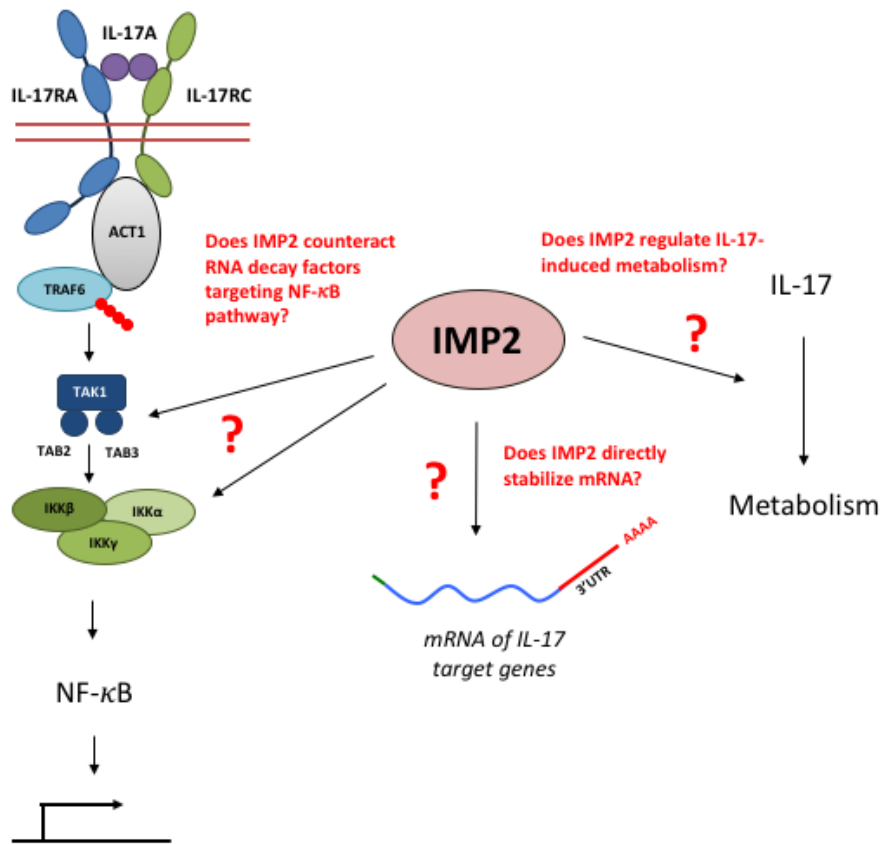 IL-17A
IL-17RA
IL-17RC
ACT1
TRAF6
TAK1
TAB2
TAB3
IKKβ
IKKα
IKKγ
NF-κB
Does IMP2 counteract
RNA decay factors
targeting NF-κB
pathway?
?
IMP2
Does IMP2 regulate IL-17-
induced metabolism?
?
IL-17
Metabolism
?
Does IMP2 directly
stabilize mRNA?
AAAA
3'UTR
mRNA of IL-17
target genes